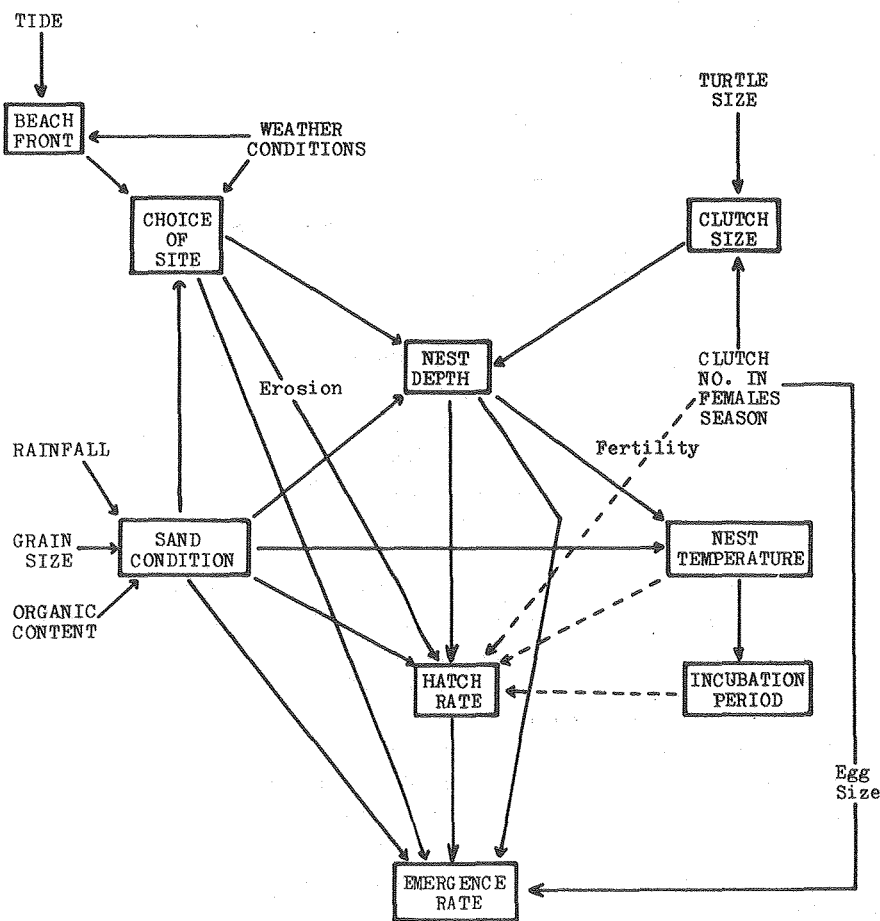 TIDE
BEACH
FRONT
WEATHER
CONDITIONS
TURTLE
SIZE
CHOICE
OF
SITE
CLUTCH
SIZE
NEST
DEPTH
CLUTCH
NO. IN
FEMALES
SEASON
Erosion
Fertility
RAINFALL
GRAIN
SIZE
SAND
CONDITION
NEST
TEMPERATURE
ORGANIC
CONTENT
HATCH
RATE
INCUBATION
PERIOD
Egg
Size
EMERGENCE
RATE